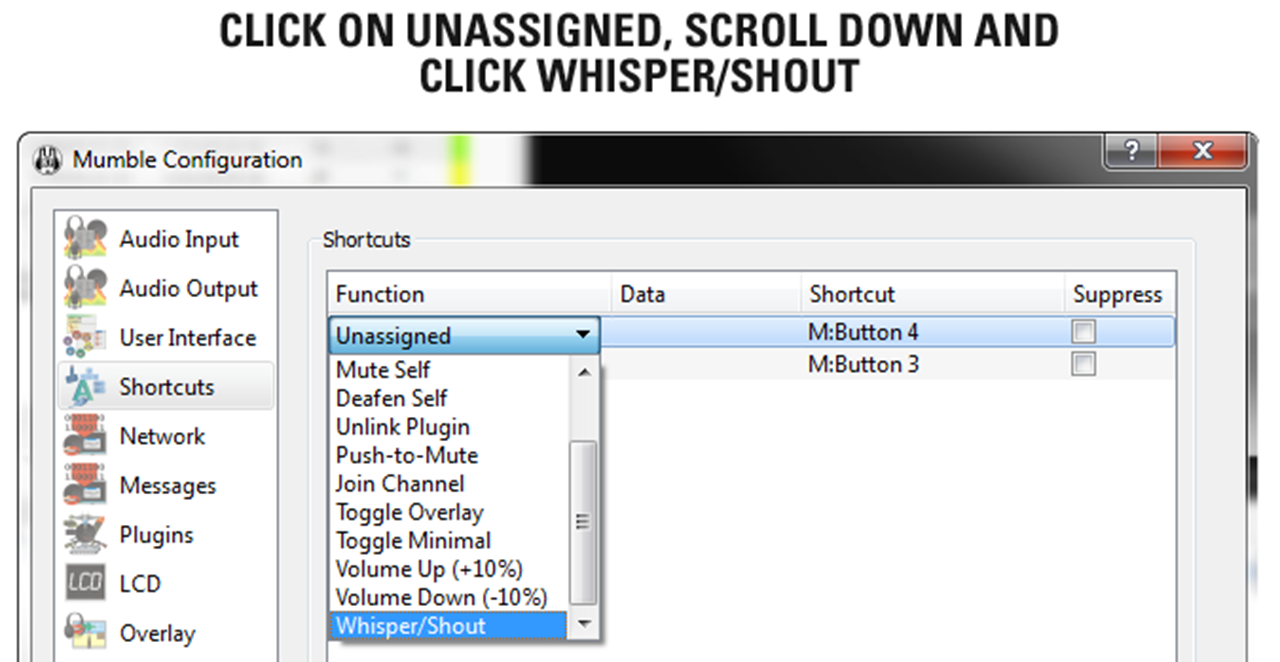 CLICK ON UNASSIGNED, SCROLL DOWN AND
CLICK WHISPER/SHOUT
Mumble Configuration
?
Audio Input
Audio Output
User Interface
Shortcuts
Network
Messages
Plugins
LCD LCD
Overlay
Shortcuts
Function Data Shortcut Suppress
Unassigned M:Button 4
M:Button 3
Mute Self
Deafen Self
Unlink Plugin
Push-to-Mute
Join Channel
Toggle Overlay
Toggle Minimal
Volume Up (+10%)
Volume Down (-10%)
Whisper/Shout